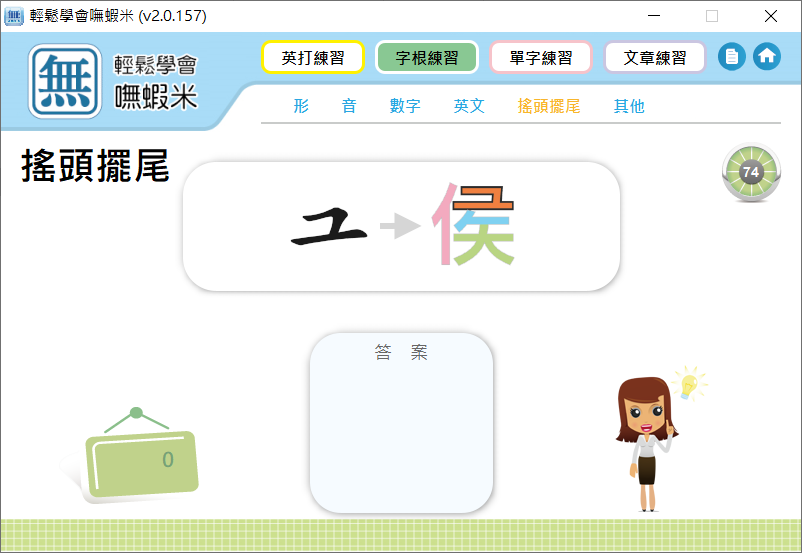 輕鬆學會嘸蝦米 (v2.0.157)
無 輕鬆學會
嘸蝦米
英打練習 字根練習 單字練習 文章練習
形 音 數字 英文 搖頭擺尾 其他
搖頭擺尾
74
ユ 侯
答 案
0